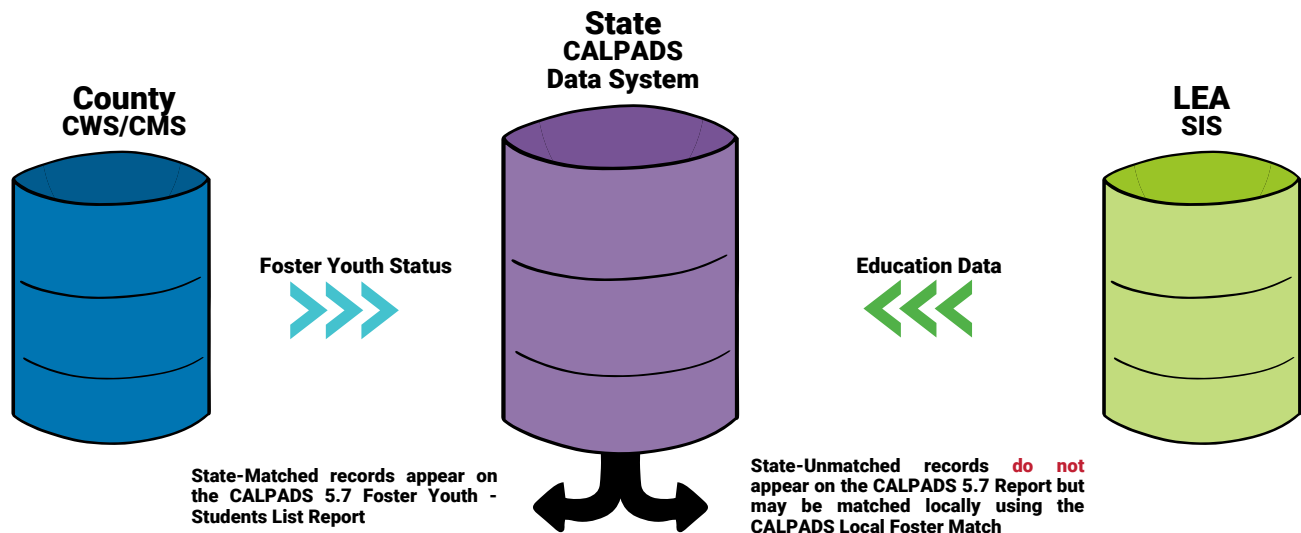 State
CALPADS
Data System
County
CWS/CMS
LEA
SIS
Foster Youth Status
Education Data
State-Matched records appear on
the CALPADS 5.7 Foster Youth -
Students List Report
State-Unmatched records do not
appear on the CALPADS 5.7 Report but
may be matched locally using the
CALPADS Local Foster Match